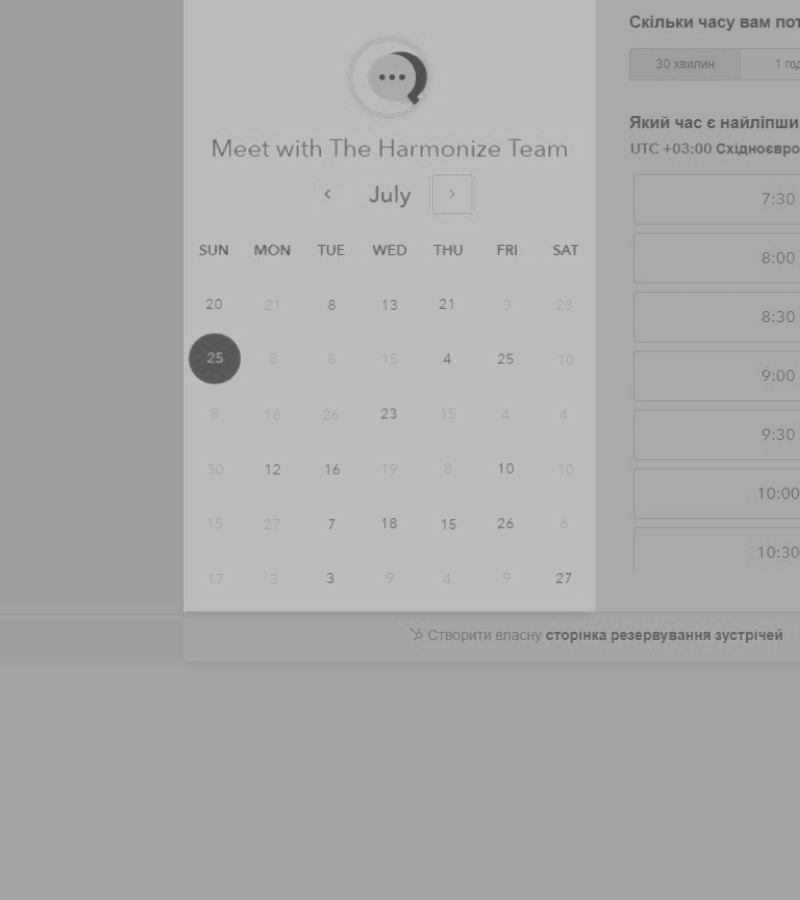 Meet with The Harmonize Team
July
SUN MON TUE WED THU FRI SAT
20 21 8 13 21 3 28
25 8 8 15 4 25 10
8 18 26 23 15 4 4
30 12 16 19 8 10 10
15 27 7 18 15 26 6
17 3 3 9 4 9 27
Скільки часу вам
30 хвилин 1
Який час є
UTC +03:00
7:30
8:00
8:30
9:00
9:30
10:00
10:30
Створити власну сторінка резервування зустрічей